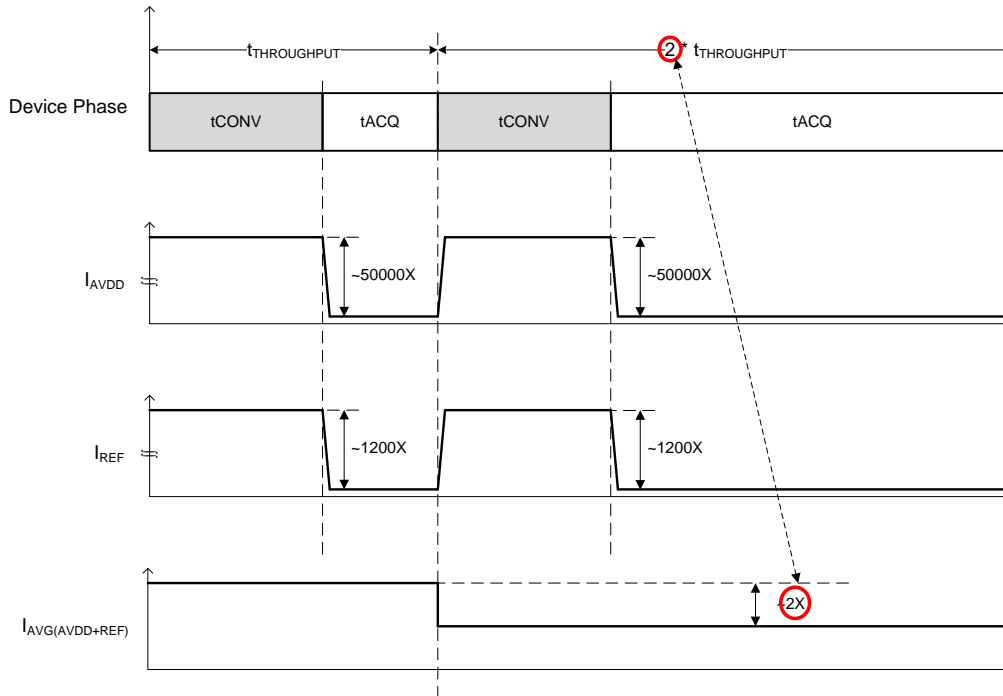 tTHROUGHPUT
2 * tTHROUGHPUT
Device Phase
tCONV
tACQ
tCONV
tACQ
IAVDD
~50000X
~50000X
IREF
~1200X
~1200X
IAVG(AVDD+REF)
~2X